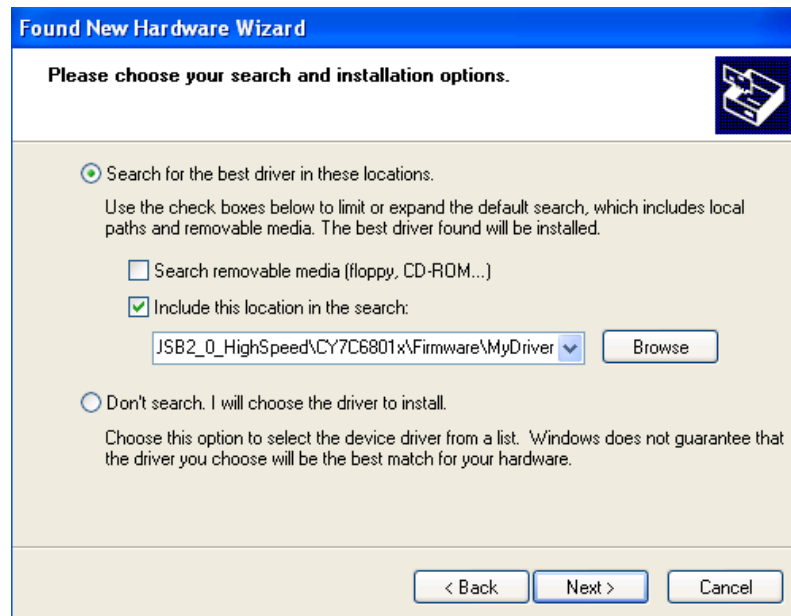 Found New Hardware Wizard
Please choose your search and installation options.
Search for the best driver in these locations.
Use the check boxes below to limit or expand the default search, which includes local
paths and removable media. The best driver found will be installed.
Search removable media (floppy, CD-ROM...)
Include this location in the search:
JSB2_0_HighSpeed\CY7C6801x\Firmware\MyDriver
Browse
Don't search. I will choose the driver to install.
Choose this option to select the device driver from a list. Windows does not guarantee that
the driver you choose will be the best match for your hardware.
< Back
Next >
Cancel